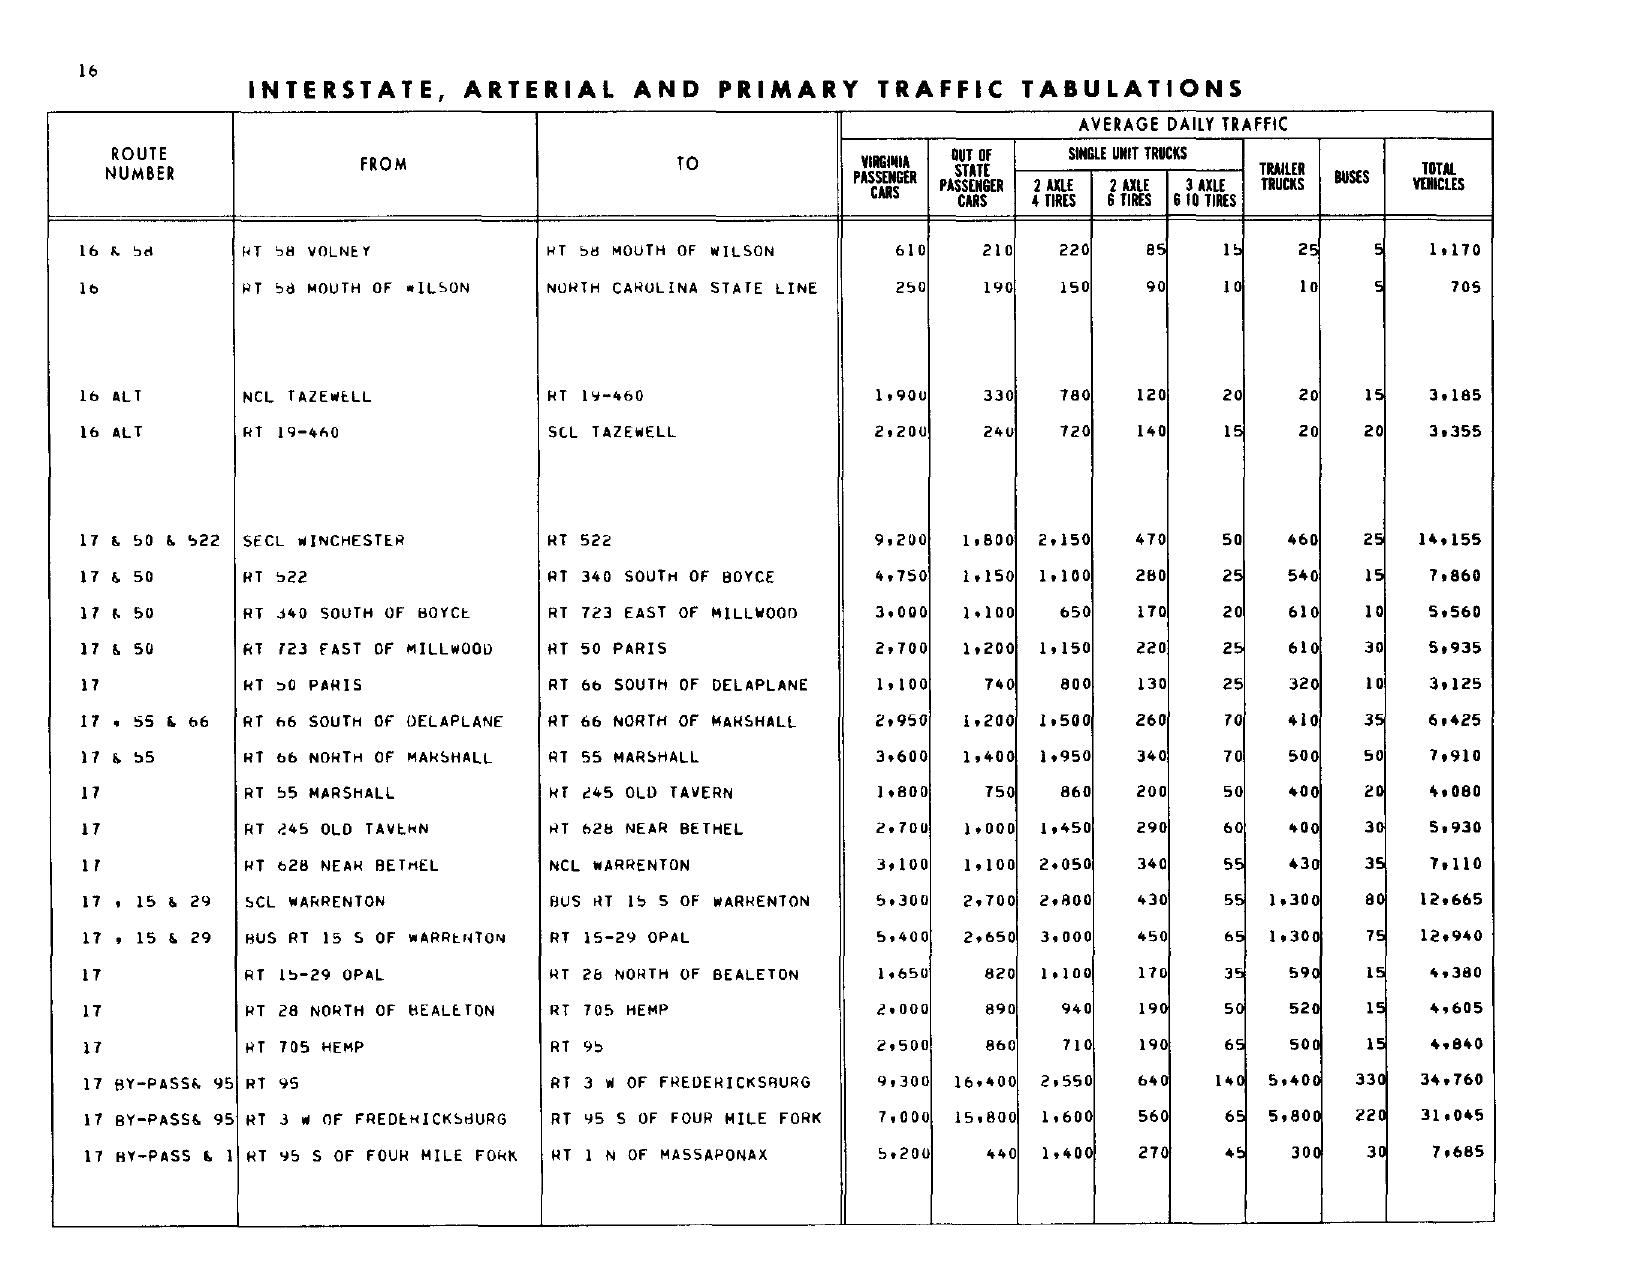 16
INTERSTATE, ARTERIAL AND PRIMARY TRAFFIC TABULATIONS
AVERAGE DAILY TRAFFIC
ROUTE NUMBER FROM TO VIRGINIA PASSENGER CARS OUT OF STATE PASSENGER CARS SINGLE UNIT TRUCKS 2 AXLE 4 TIRES 2 AXLE 6 TIRES 3 AXLE 6 10 TIRES TRAILER TRUCKS BUSES TOTAL VEHICLES
16 & 58 RT 58 VOLNEY RT 58 MOUTH OF WILSON 610 210 220 85 15 25 5 1,170
16 RT 58 MOUTH OF WILSON NORTH CAROLINA STATE LINE 250 190 150 90 10 10 5 705
16 ALT NCL TAZEWELL RT 19-460 1,900 330 780 120 20 20 15 3,185
16 ALT RT 19-460 SCL TAZEWELL 2,200 240 720 140 15 20 20 3,355
17 & 50 & 522 SECL WINCHESTER RT 522 9,200 1,800 2,150 470 50 460 25 14,155
17 & 50 RT 522 RT 340 SOUTH OF BOYCE 4,750 1,150 1,100 280 25 540 15 7,860
17 & 50 RT 340 SOUTH OF BOYCE RT 723 EAST OF MILLWOOD 3,000 1,100 650 170 20 610 10 5,560
17 & 50 RT 723 EAST OF MILLWOOD RT 50 PARIS 2,700 1,200 1,150 220 25 610 30 5,935
17 RT 50 PARIS RT 66 SOUTH OF DELAPLANE 1,100 740 800 130 25 320 10 3,125
17 , 55 & 66 RT 66 SOUTH OF DELAPLANE RT 66 NORTH OF MARSHALL 2,950 1,200 1,500 260 70 410 35 6,425
17 & 55 RT 66 NORTH OF MARSHALL RT 55 MARSHALL 3,600 1,400 1,950 340 70 500 50 7,910
17 RT 55 MARSHALL RT 245 OLD TAVERN 1,800 750 860 200 50 400 20 4,080
17 RT 245 OLD TAVERN RT 628 NEAR BETHEL 2,700 1,000 1,450 290 60 400 30 5,930
17 RT 628 NEAR BETHEL NCL WARRENTON 3,100 1,100 2,050 340 55 430 35 7,110
17 , 15 & 29 SCL WARRENTON BUS RT 15 S OF WARRENTON 5,300 2,700 2,800 430 55 1,300 80 12,665
17 , 15 & 29 BUS RT 15 S OF WARRENTON RT 15-29 OPAL 5,400 2,650 3,000 450 65 1,300 75 12,940
17 RT 15-29 OPAL RT 28 NORTH OF BEALETON 1,650 820 1,100 170 35 590 15 4,380
17 RT 28 NORTH OF BEALETON RT 705 HEMP 2,000 890 940 190 50 520 15 4,605
17 RT 705 HEMP RT 95 2,500 860 710 190 65 500 15 4,840
17 BY-PASS& 95 RT 95 RT 3 W OF FREDERICKSBURG 9,300 16,400 2,550 640 140 5,400 330 34,760
17 BY-PASS& 95 RT 3 W OF FREDERICKSBURG RT 95 S OF FOUR MILE FORK 7,000 15,800 1,600 560 65 5,800 220 31,045
17 BY-PASS & 1 RT 95 S OF FOUR MILE FORK RT 1 N OF MASSAPONAX 5,200 440 1,400 270 45 300 30 7,685